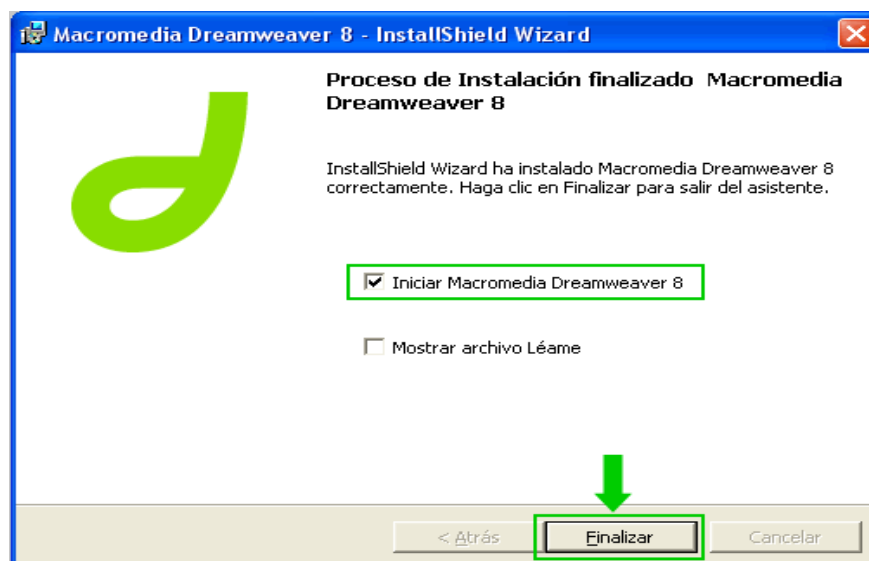 Macromedia Dreamweaver 8 - InstallShield Wizard
Proceso de Instalación finalizado Macromedia
Dreamweaver 8
InstallShield Wizard ha instalado Macromedia Dreamweaver 8
correctamente. Haga clic en Finalizar para salir del asistente.
Iniciar Macromedia Dreamweaver 8
Mostrar archivo Léame
< Atrás Finalizar Cancelar